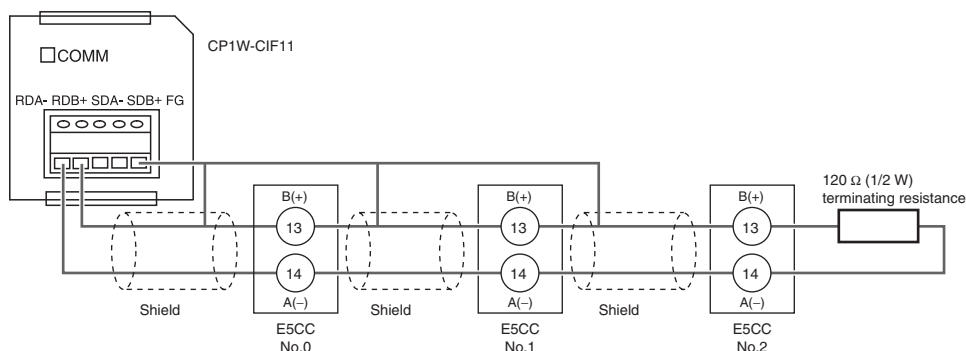 CP1W-CIF11
COMM
RDA- RDB+ SDA- SDB+ FG
120 Ω (1/2 W)
terminating resistance
B(+)
B(+)
B(+)
13
13
13
14
14
14
Shield
A(−)
Shield
A(−)
Shield
A(−)
E5CC
No.0
E5CC
No.1
E5CC
No.2